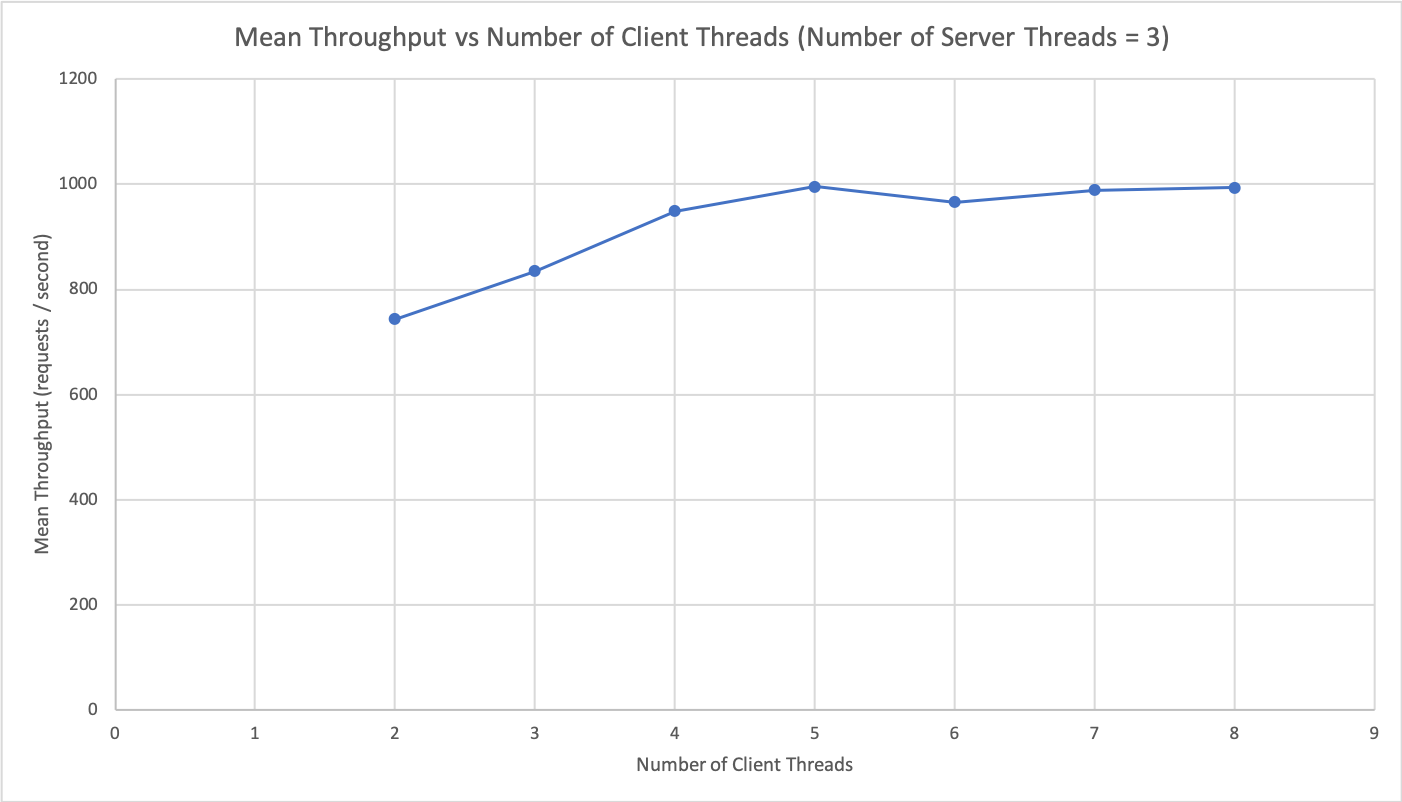 Mean Throughput vs Number of Client Threads (Number of Server Threads = 3)
Mean Throughput (requests / second)
1200
1000
800
600
400
200
0
0 1 2 3 4 5 6 7 8 9
Number of Client Threads